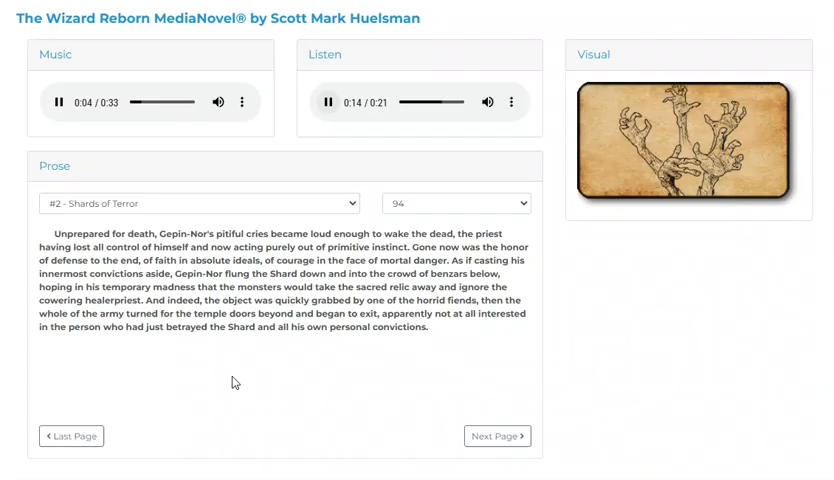 The Wizard Reborn MediaNovel® by Scott Mark Huelsman
Music
0:04 / 0:33
Listen
0:14 / 0:21
Visual
Prose
#2 - Shards of Terror
94
Unprepared for death, Gepin-Nor's pitiful cries became loud enough to wake the dead, the priest
having lost all control of himself and now acting purely out of primitive instinct. Gone now was the honor
of defense to the end, of faith in absolute ideals, of courage in the face of mortal danger. As if casting his
innermost convictions aside, Gepin-Nor flung the Shard down and into the crowd of benzars below,
hoping in his temporary madness that the monsters would take the sacred relic away and ignore the
cowering healerpriest. And indeed, the object was quickly grabbed by one of the horrid fiends, then the
whole of the army turned for the temple doors beyond and began to exit, apparently not at all interested
in the person who had just betrayed the Shard and all his own personal convictions.
Last Page
Next Page